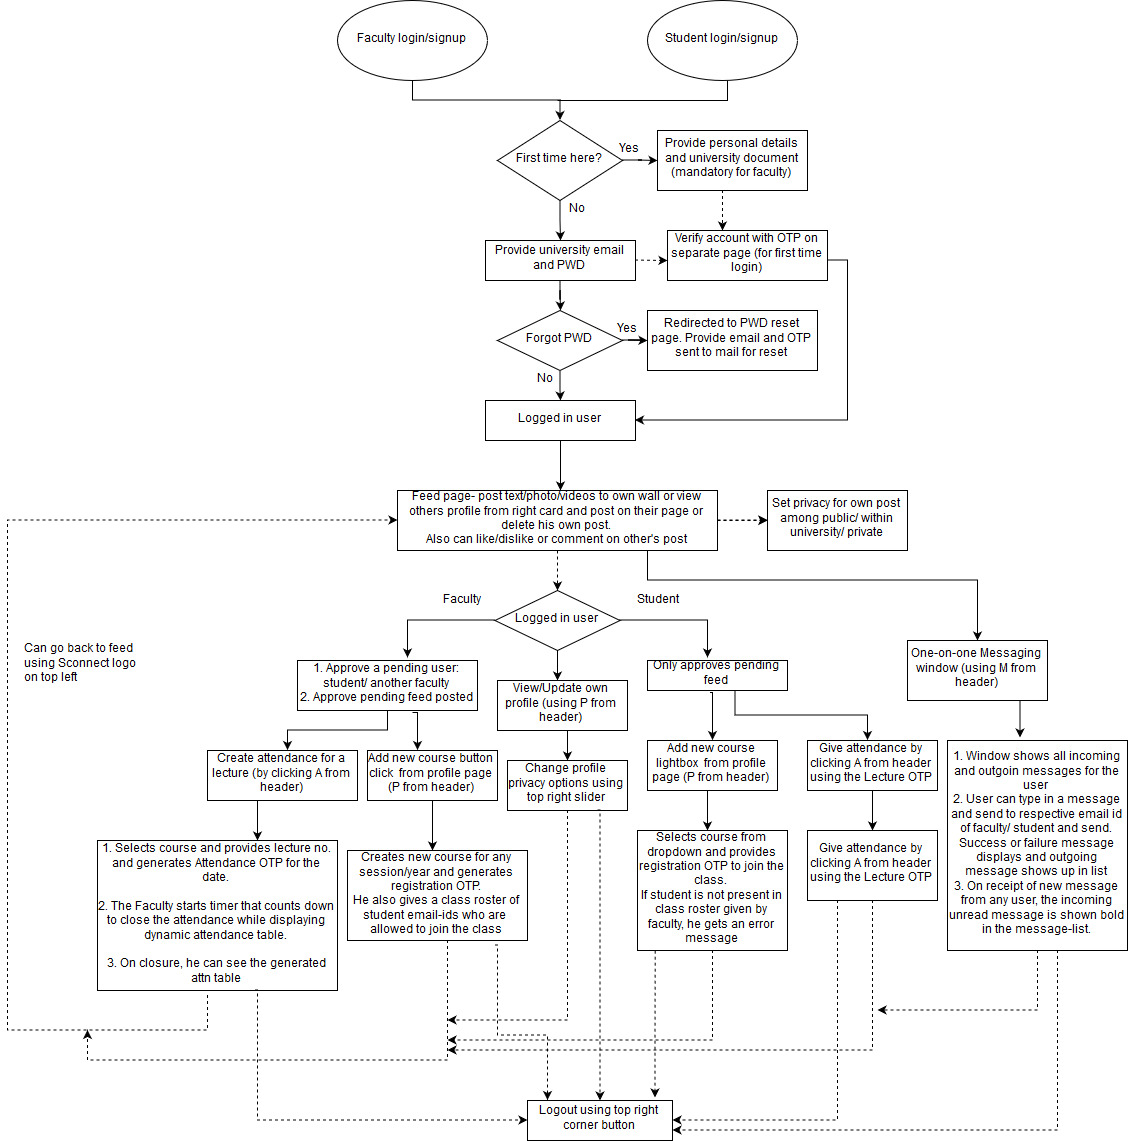 Faculty login/signup
Student login/signup
First time here?
Yes
Provide personal details
and university document
(mandatory for faculty)
No
Provide university email
and PWD
Verify account with OTP on
separate page (for first time
login)
Forgot PWD
Yes
Redirected to PWD reset
page. Provide email and OTP
sent to mail for reset
No
Logged in user
Feed page- post text/photo/videos to own wall or view
others profile from right card and post on their page or
delete his own post.
Also can like/dislike or comment on other's post
Set privacy for own post
among public/ within
university/ private
Faculty
Logged in user
Student
Can go back to feed
using Sconnect logo
on top left
1. Approve a pending user:
student/ another faculty
2. Approve pending feed posted
View/Update own
profile (using P from
header)
Only approves pending
feed
One-on-one Messaging
window (using M from
header)
Create attendance for a
lecture (by clicking A from
header)
Add new course button
click from profile page
(P from header)
Change profile
privacy options using
top right slider
Add new course
lightbox from profile
page (P from header)
Give attendance by
clicking A from header
using the Lecture OTP
1. Window shows all incoming
and outgoin messages for the
user
2. User can type in a message
and send to respective email id
of faculty/ student and send.
Success or failure message
displays and outgoing
message shows up in list
3. On receipt of new message
from any user, the incoming
unread message is shown bold
in the message-list.
1. Selects course and provides lecture no.
and generates Attendance OTP for the
date.
2. The Faculty starts timer that counts down
to close the attendance while displaying
dynamic attendance table.
3. On closure, he can see the generated
attn table
Creates new course for any
session/year and generates
registration OTP.
He also gives a class roster of
student email-ids who are
allowed to join the class
Selects course from
dropdown and provides
registration OTP to join the
class.
If student is not present in
class roster given by
faculty, he gets an error
message
Give attendance by
clicking A from header
using the Lecture OTP
Logout using top right
corner button